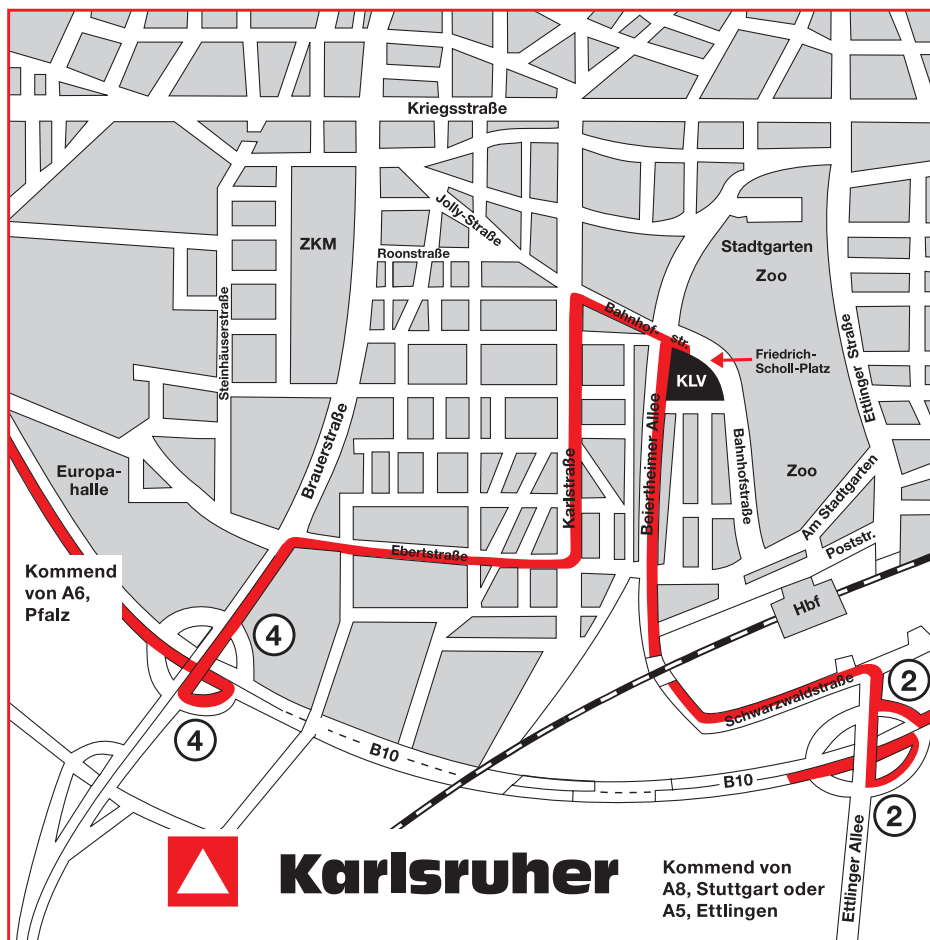 Kriegsstraße
Jolly-Straße
ZKM
Roonstraße
Stadtgarten
Zoo
Steinhäuserstraße
Bahnhof-
str.
Ettlinger Straße
Friedrich-
Scholl-Platz
KLV
Brauerstraße
Karlstraße
Beiertheimer Allee
Bahnhofstraße
Europa-
halle
Zoo
Am Stadtgarten
Poststr.
Ebertstraße
Kommend
von A6,
Pfalz
Hbf
4
4
Schwarzwaldstraße
2
B10
B10
2
Ettlinger Allee
Karlsruher
Kommend von
A8, Stuttgart oder
A5, Ettlingen